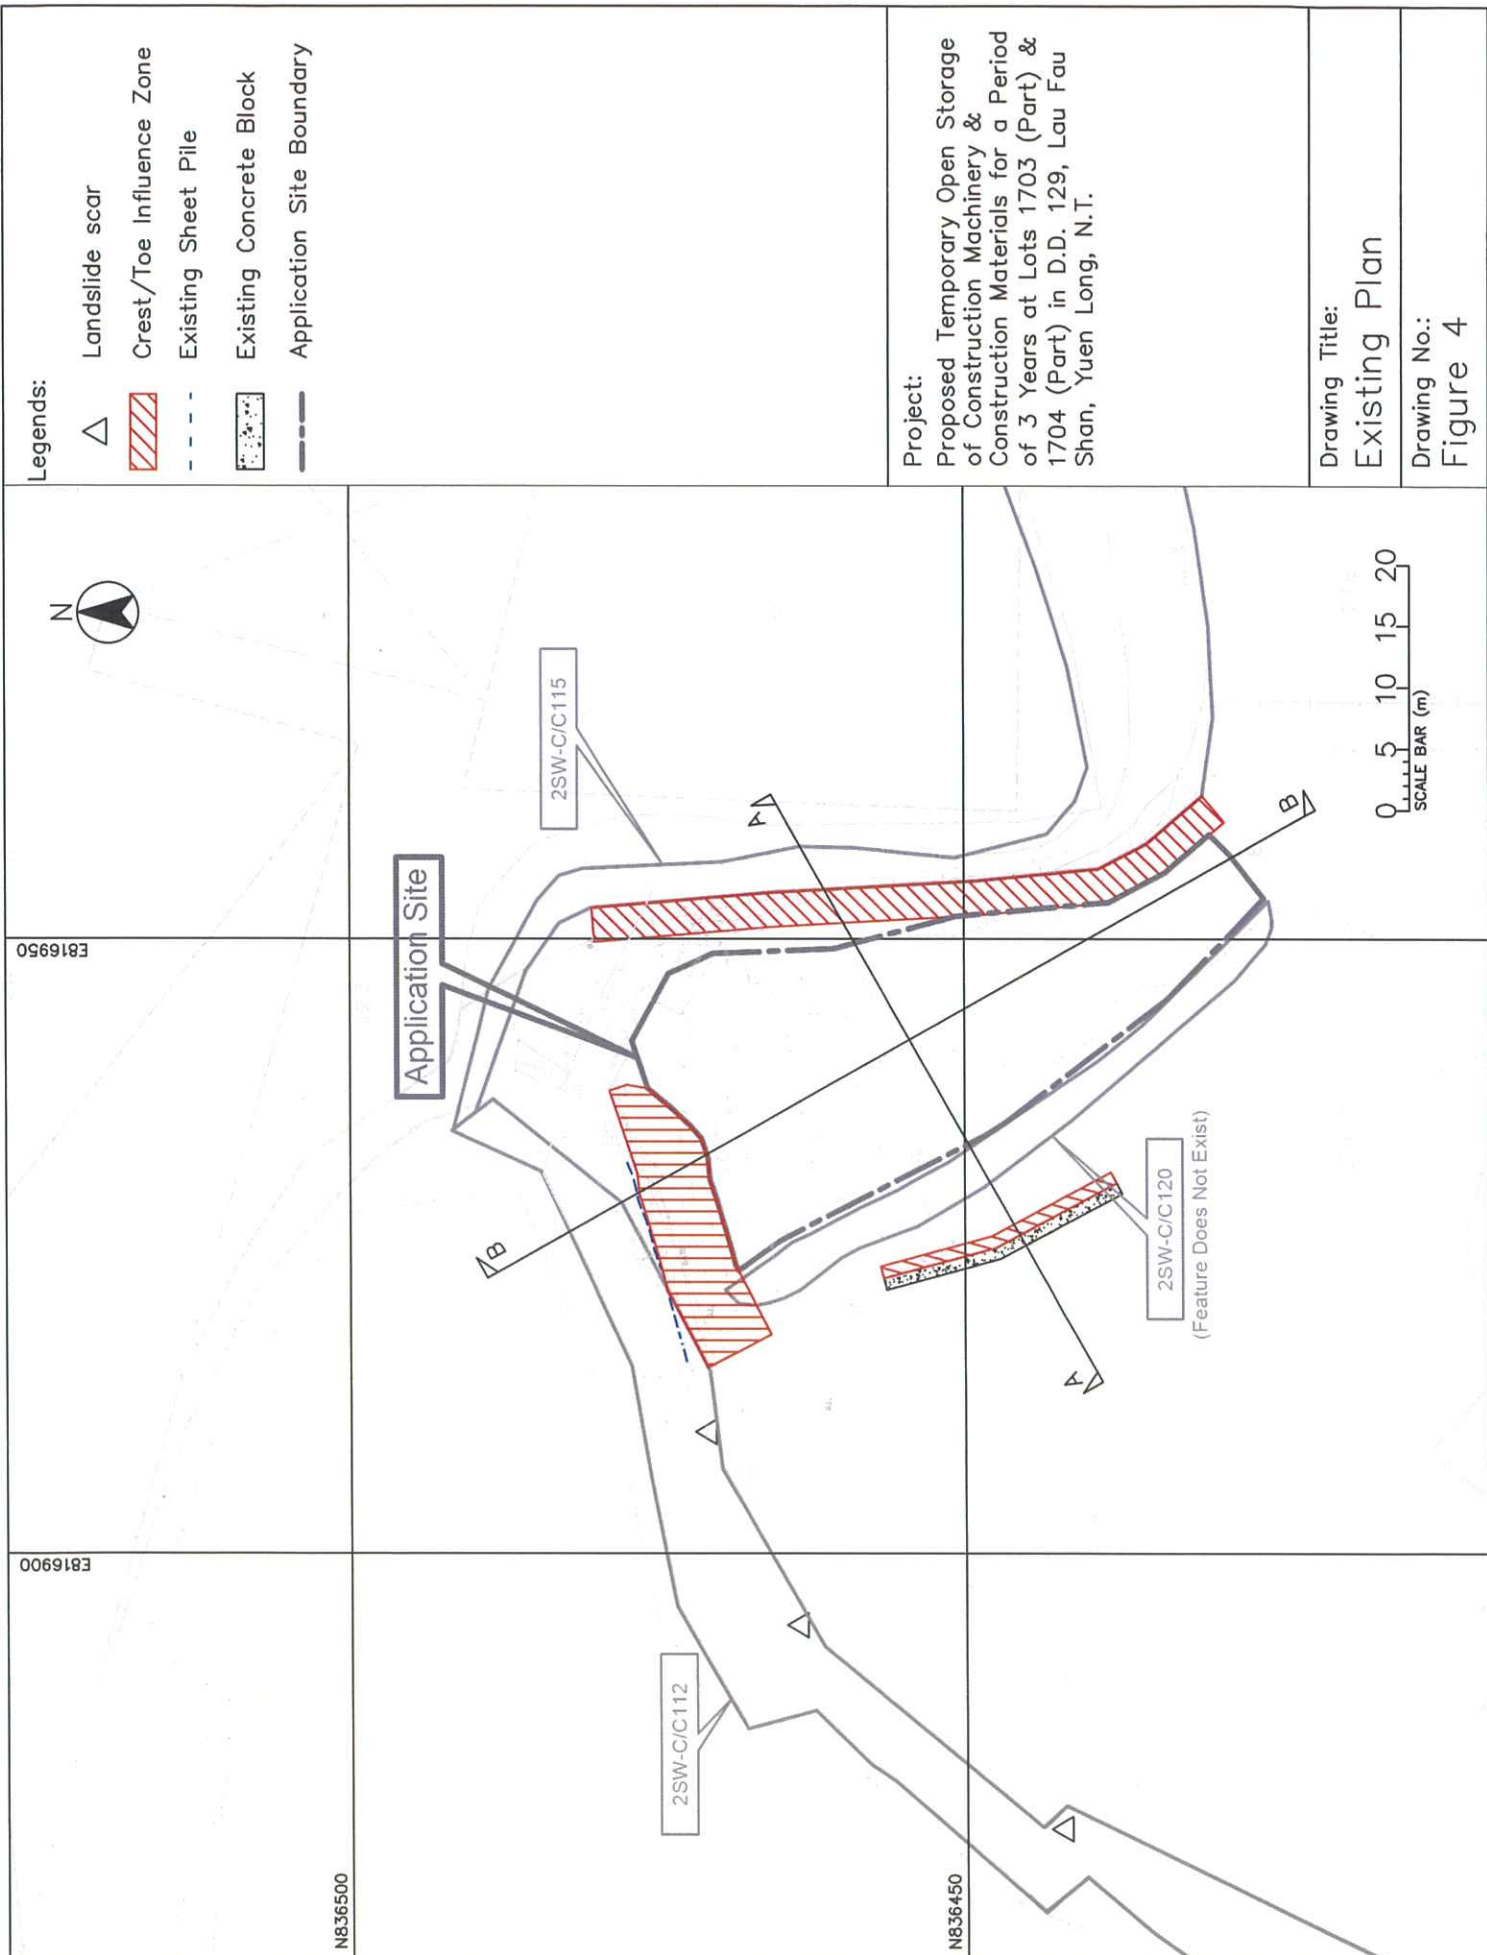 Legends:
Landslide scar
Crest/Toe Influence Zone
Existing Sheet Pile
Existing Concrete Block
Application Site Boundary
Project:
Proposed Temporary Open Storage
of Construction Machinery &
Construction Materials for a Period
of 3 Years at Lots 1703 (Part) &
1704 (Part) in D.D. 129, Lau Fau
Shan, Yuen Long, N.T.
Drawing Title:
Existing Plan
Drawing No.:
Figure 4
N
E816950
E816900
N836500
N836450
Application Site
2SW-C/C115
2SW-C/C112
2SW-C/C120
(Feature Does Not Exist)
A
A
B
B
0 5 10 15 20
SCALE BAR (m)